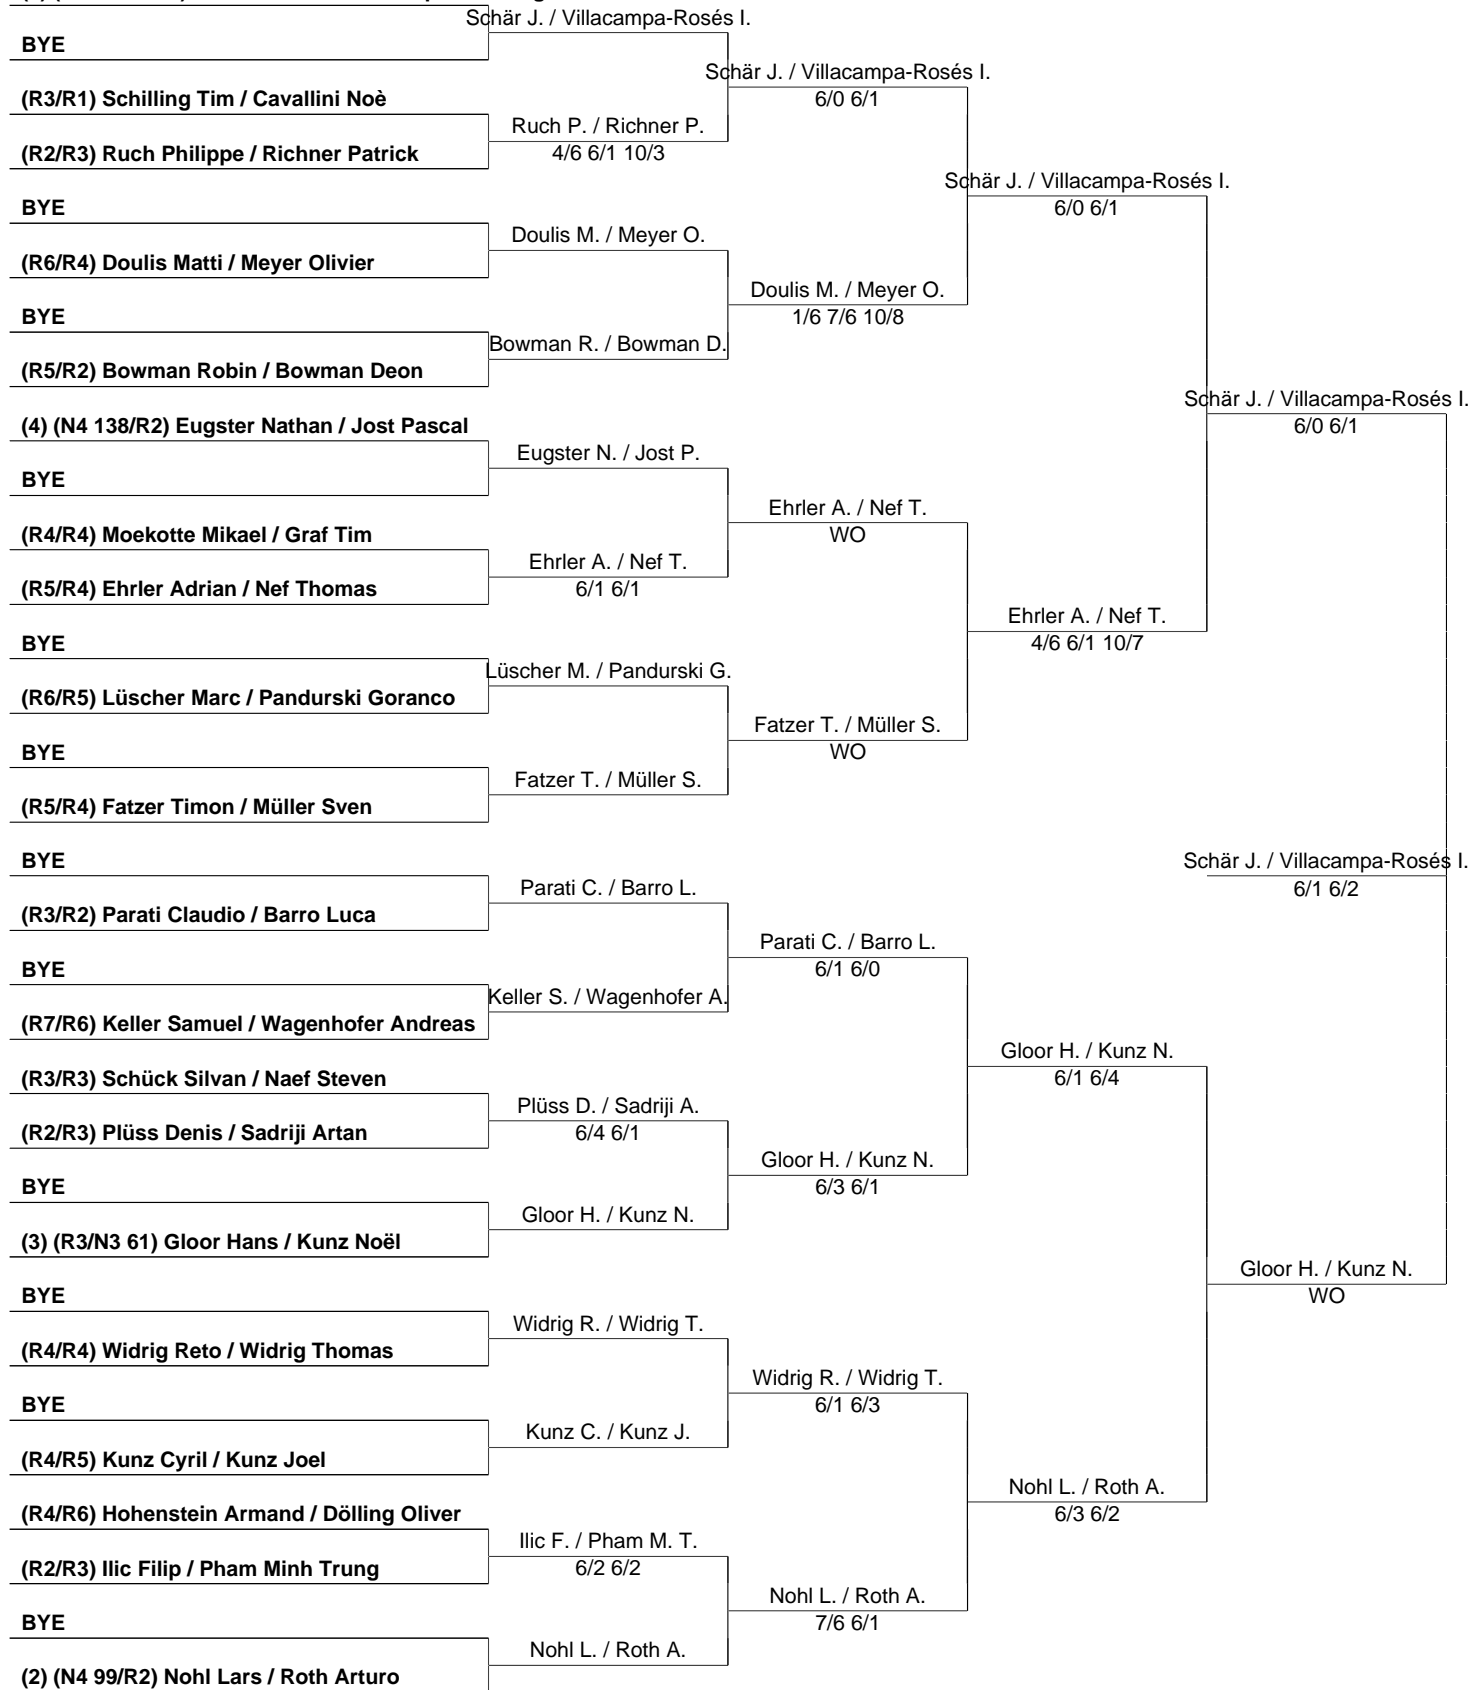 Schär J. / Villacampa-Rosés I.
BYE
Schär J. / Villacampa-Rosés I.
6/0 6/1
(R3/R1) Schilling Tim / Cavallini Noè
Ruch P. / Richner P.
4/6 6/1 10/3
(R2/R3) Ruch Philippe / Richner Patrick
Schär J. / Villacampa-Rosés I.
6/0 6/1
BYE
Doulis M. / Meyer O.
(R6/R4) Doulis Matti / Meyer Olivier
Doulis M. / Meyer O.
1/6 7/6 10/8
BYE
Bowman R. / Bowman D.
(R5/R2) Bowman Robin / Bowman Deon
Schär J. / Villacampa-Rosés I.
6/0 6/1
(4) (N4 138/R2) Eugster Nathan / Jost Pascal
Eugster N. / Jost P.
BYE
Ehrler A. / Nef T.
WO
(R4/R4) Moekotte Mikael / Graf Tim
Ehrler A. / Nef T.
6/1 6/1
(R5/R4) Ehrler Adrian / Nef Thomas
Ehrler A. / Nef T.
4/6 6/1 10/7
BYE
Lüscher M. / Pandurski G.
(R6/R5) Lüscher Marc / Pandurski Goranco
Fatzer T. / Müller S.
WO
BYE
Fatzer T. / Müller S.
(R5/R4) Fatzer Timon / Müller Sven
BYE
Schär J. / Villacampa-Rosés I.
6/1 6/2
Parati C. / Barro L.
(R3/R2) Parati Claudio / Barro Luca
Parati C. / Barro L.
6/1 6/0
BYE
Keller S. / Wagenhofer A.
(R7/R6) Keller Samuel / Wagenhofer Andreas
Gloor H. / Kunz N.
6/1 6/4
(R3/R3) Schück Silvan / Naef Steven
Plüss D. / Sadriji A.
6/4 6/1
(R2/R3) Plüss Denis / Sadriji Artan
Gloor H. / Kunz N.
6/3 6/1
BYE
Gloor H. / Kunz N.
(3) (R3/N3 61) Gloor Hans / Kunz Noël
Gloor H. / Kunz N.
WO
BYE
Widrig R. / Widrig T.
(R4/R4) Widrig Reto / Widrig Thomas
Widrig R. / Widrig T.
6/1 6/3
BYE
Kunz C. / Kunz J.
(R4/R5) Kunz Cyril / Kunz Joel
Nohl L. / Roth A.
6/3 6/2
(R4/R6) Hohenstein Armand / Dölling Oliver
Ilic F. / Pham M. T.
6/2 6/2
(R2/R3) Ilic Filip / Pham Minh Trung
Nohl L. / Roth A.
7/6 6/1
BYE
Nohl L. / Roth A.
(2) (N4 99/R2) Nohl Lars / Roth Arturo